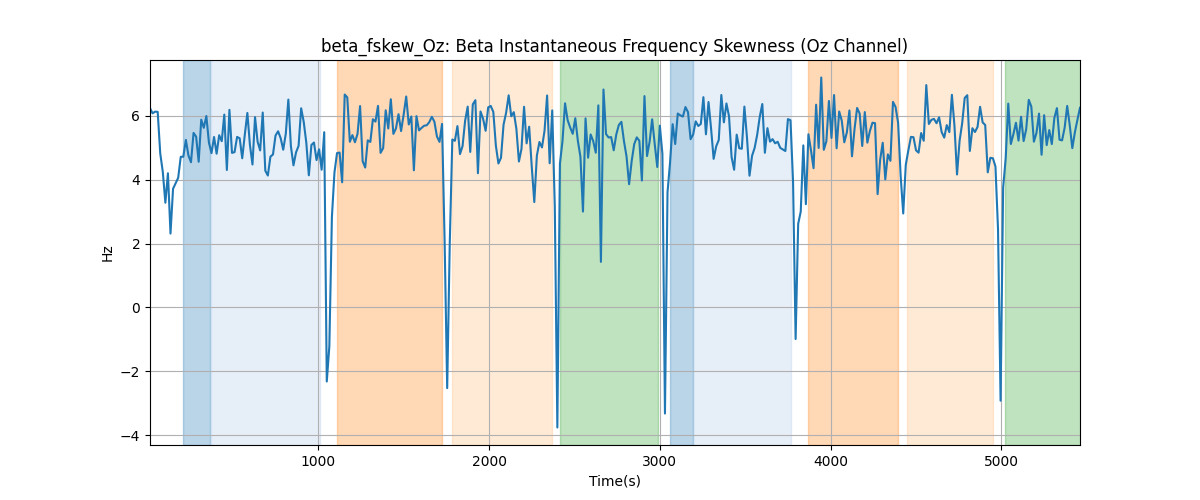 beta_fskew_Oz: Beta Instantaneous Frequency Skewness (Oz Channel)
6
4
2
0
−2
−4
Hz
1000 2000 3000 4000 5000
Time(s)